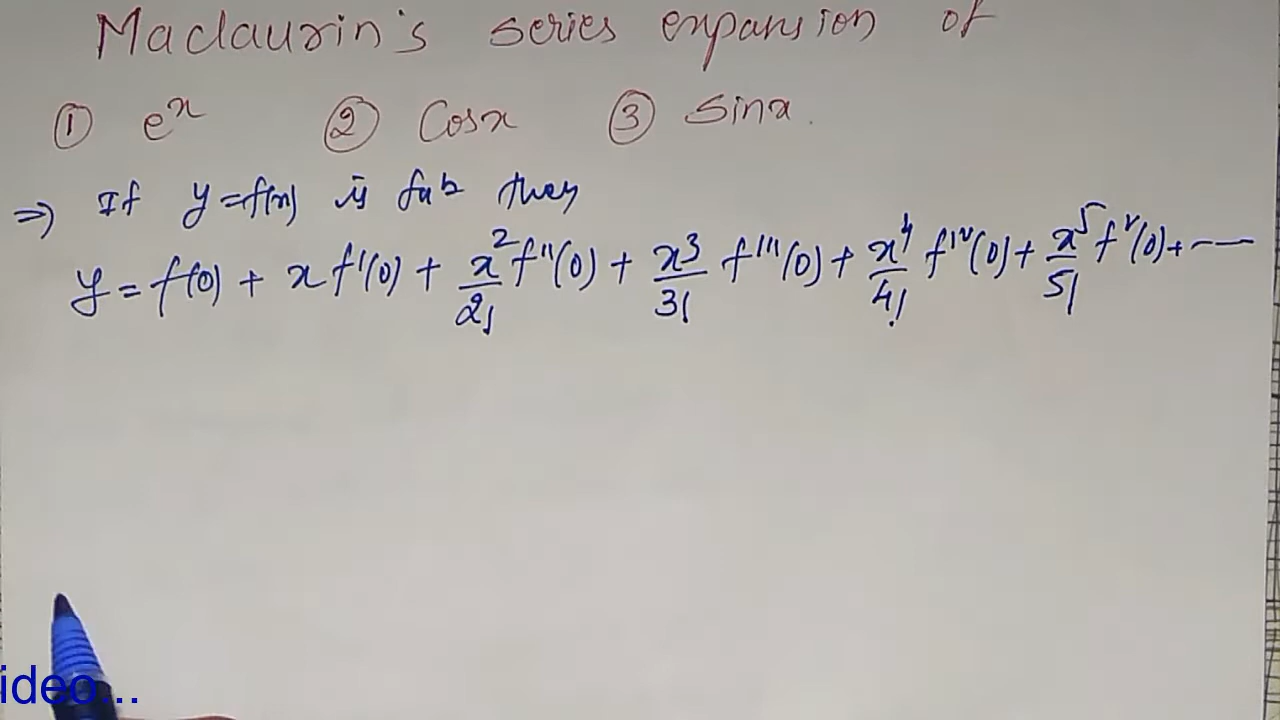 Maclaurin's series expansion of
① eˣ ② Cosx ③ Sinx.
⇒ If y=f(x) is then
y = f(0) + x f'(0) + x²/2! f''(0) + x³/3! f'''(0) + x⁴/4! f^iv(0) + x⁵/5! f^v(0) + ----
ideo...